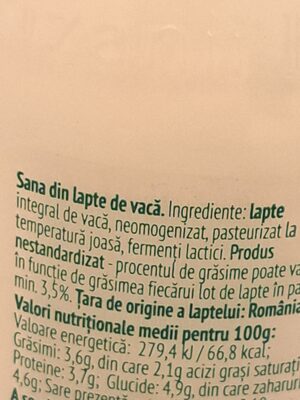 Sana din lapte de vacă. Ingrediente: lapte
integral de vacă, neomogenizat, pasteurizat la
temperatură joasă, fermenți lactici. Produs
nestandardizat - procentul de grăsime poate va
în funcție de grăsimea fiecărui lot de lapte în pa
min. 3,5%. Țara de origine a laptelui: România
Valori nutriționale medii pentru 100g:
Valoare energetică: 279,4 kJ / 66,8 kcal;
Grăsimi: 3,6g, din care 2,1g acizi grași saturați
Proteine: 3,7g; Glucide: 4,9g, din care zaharuri
4,6g; Sare